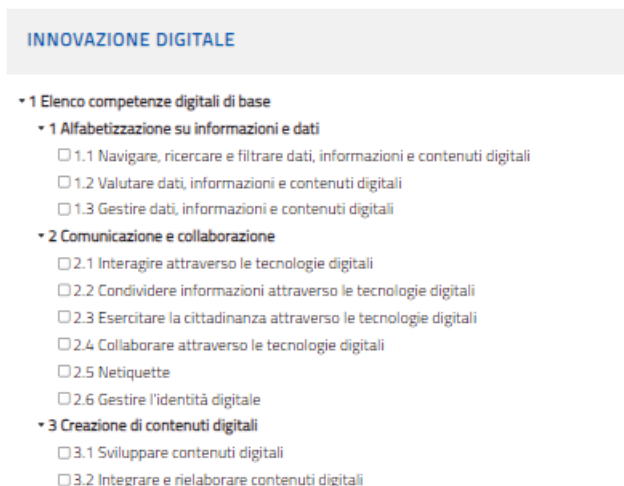 INNOVAZIONE DIGITALE
1 Elenco competenze digitali di base
1 Alfabetizzazione su informazioni e dati
1.1 Navigare, ricercare e filtrare dati, informazioni e contenuti digitali
1.2 Valutare dati, informazioni e contenuti digitali
1.3 Gestire dati, informazioni e contenuti digitali
2 Comunicazione e collaborazione
2.1 Interagire attraverso le tecnologie digitali
2.2 Condividere informazioni attraverso le tecnologie digitali
2.3 Esercitare la cittadinanza attraverso le tecnologie digitali
2.4 Collaborare attraverso le tecnologie digitali
2.5 Netiquette
2.6 Gestire l'identità digitale
3 Creazione di contenuti digitali
3.1 Sviluppare contenuti digitali
3.2 Integrare e rielaborare contenuti digitali